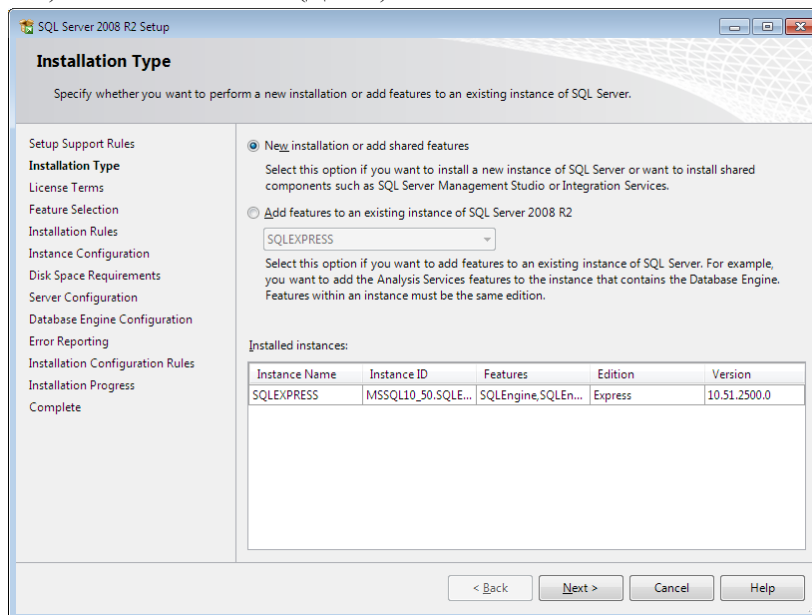 SQL Server 2008 R2 Setup
Installation Type
Specify whether you want to perform a new installation or add features to an existing instance of SQL Server.
Setup Support Rules
Installation Type
License Terms
Feature Selection
Installation Rules
Instance Configuration
Disk Space Requirements
Server Configuration
Database Engine Configuration
Error Reporting
Installation Configuration Rules
Installation Progress
Complete
New installation or add shared features
Select this option if you want to install a new instance of SQL Server or want to install shared
components such as SQL Server Management Studio or Integration Services.
Add features to an existing instance of SQL Server 2008 R2
SQLEXPRESS
Select this option if you want to add features to an existing instance of SQL Server. For example,
you want to add the Analysis Services features to the instance that contains the Database Engine.
Features within an instance must be the same edition.
Installed instances:
Instance Name Instance ID Features Edition Version
SQLEXPRESS MSSQL10_50.SQLE... SQLEngine,SQLEn... Express 10.51.2500.0
< Back Next > Cancel Help